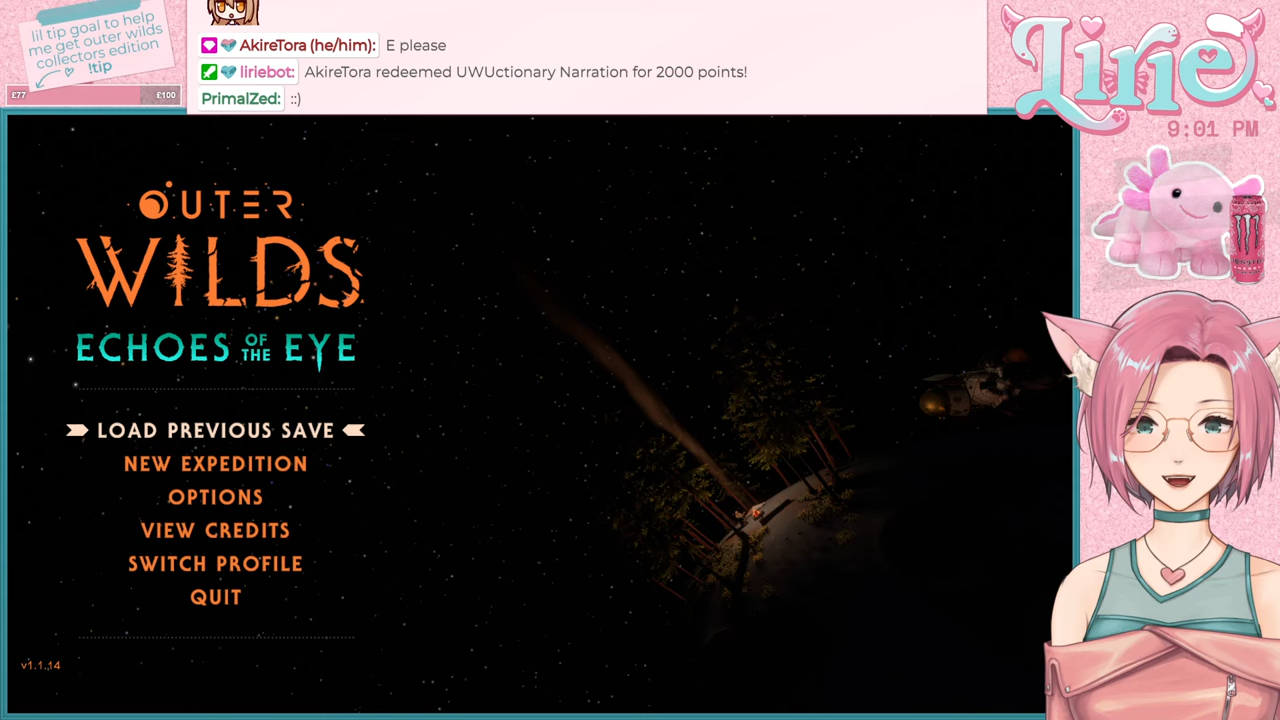 lil tip goal to help
me get outer wilds
collectors edition
!tip
£77
£100
AkireTora (he/him): E please
liriebot: AkireTora redeemed UWUctionary Narration for 2000 points!
PrimalZed: ::)
Lirie
9:01 PM
OUTER
WILDS
ECHOES OF THE EYE
LOAD PREVIOUS SAVE
NEW EXPEDITION
OPTIONS
VIEW CREDITS
SWITCH PROFILE
QUIT
v1.1.14